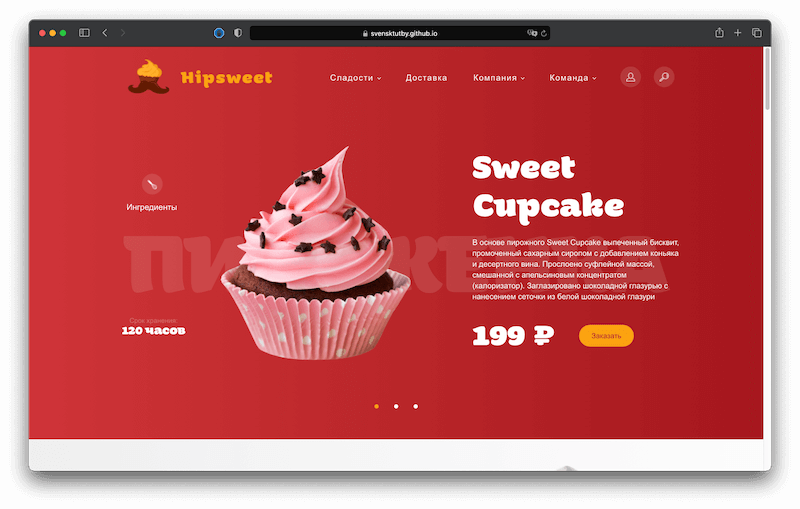 svensktutby.github.io
Hipsweet
Сладости
Доставка
Компания
Команда
Sweet
Cupcake
Ингредиенты
В основе пирожного Sweet Cupcake выпеченный бисквит,
промоченный сахарным сиропом с добавлением коньяка
и десертного вина. Прослоено суфлейной массой,
смешанной с апельсиновым концентратом
(калоризатор). Заглазировано шоколадной глазурью с
нанесением сеточки из белой шоколадной глазури
Срок хранения:
120 часов
199 ₽
Заказать